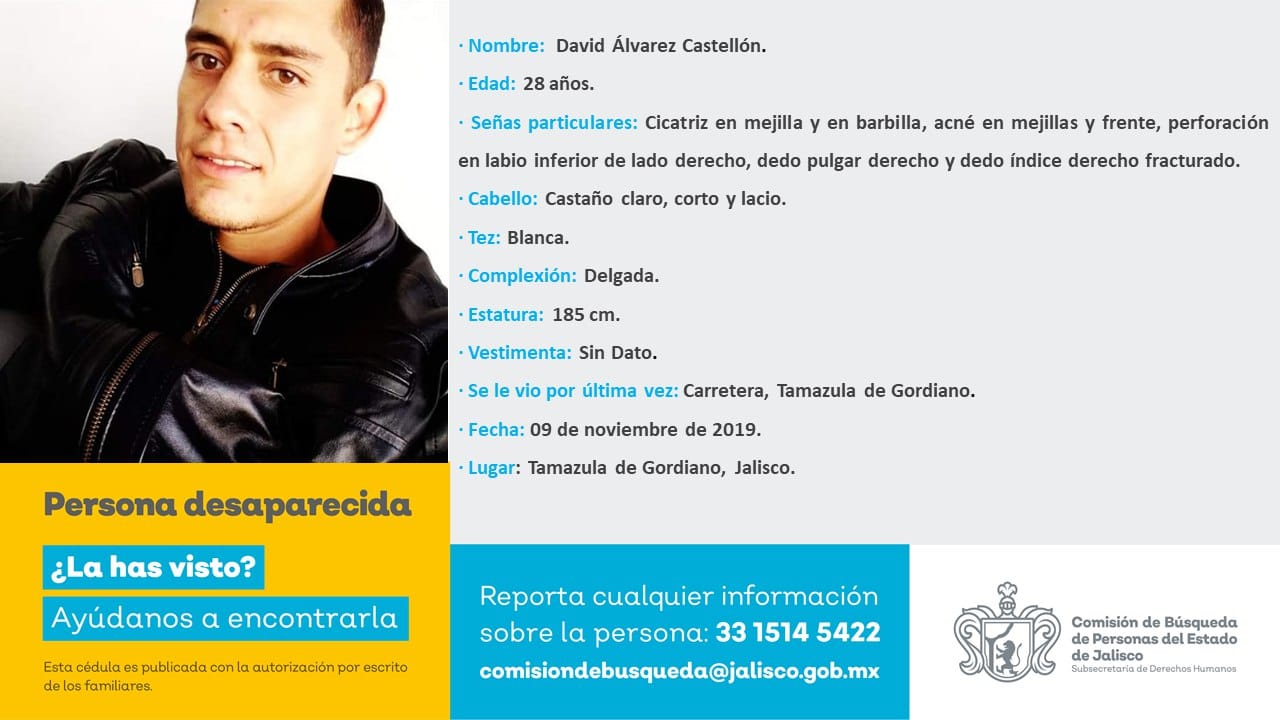 · Nombre: David Álvarez Castellón.
· Edad: 28 años.
· Señas particulares: Cicatriz en mejilla y en barbilla, acné en mejillas y frente, perforación
en labio inferior de lado derecho, dedo pulgar derecho y dedo índice derecho fracturado.
· Cabello: Castaño claro, corto y lacio.
· Tez: Blanca.
· Complexión: Delgada.
· Estatura: 185 cm.
· Vestimenta: Sin Dato.
· Se le vio por última vez: Carretera, Tamazula de Gordiano.
· Fecha: 09 de noviembre de 2019.
· Lugar: Tamazula de Gordiano, Jalisco.
Persona desaparecida
¿La has visto?
Ayúdanos a encontrarla
Esta cédula es publicada con la autorización por escrito
de los familiares.
Reporta cualquier información
sobre la persona: 33 1514 5422
comisiondebusqueda@jalisco.gob.mx
Comisión de Búsqueda
de Personas del Estado
de Jalisco
Subsecretaría de Derechos Humanos